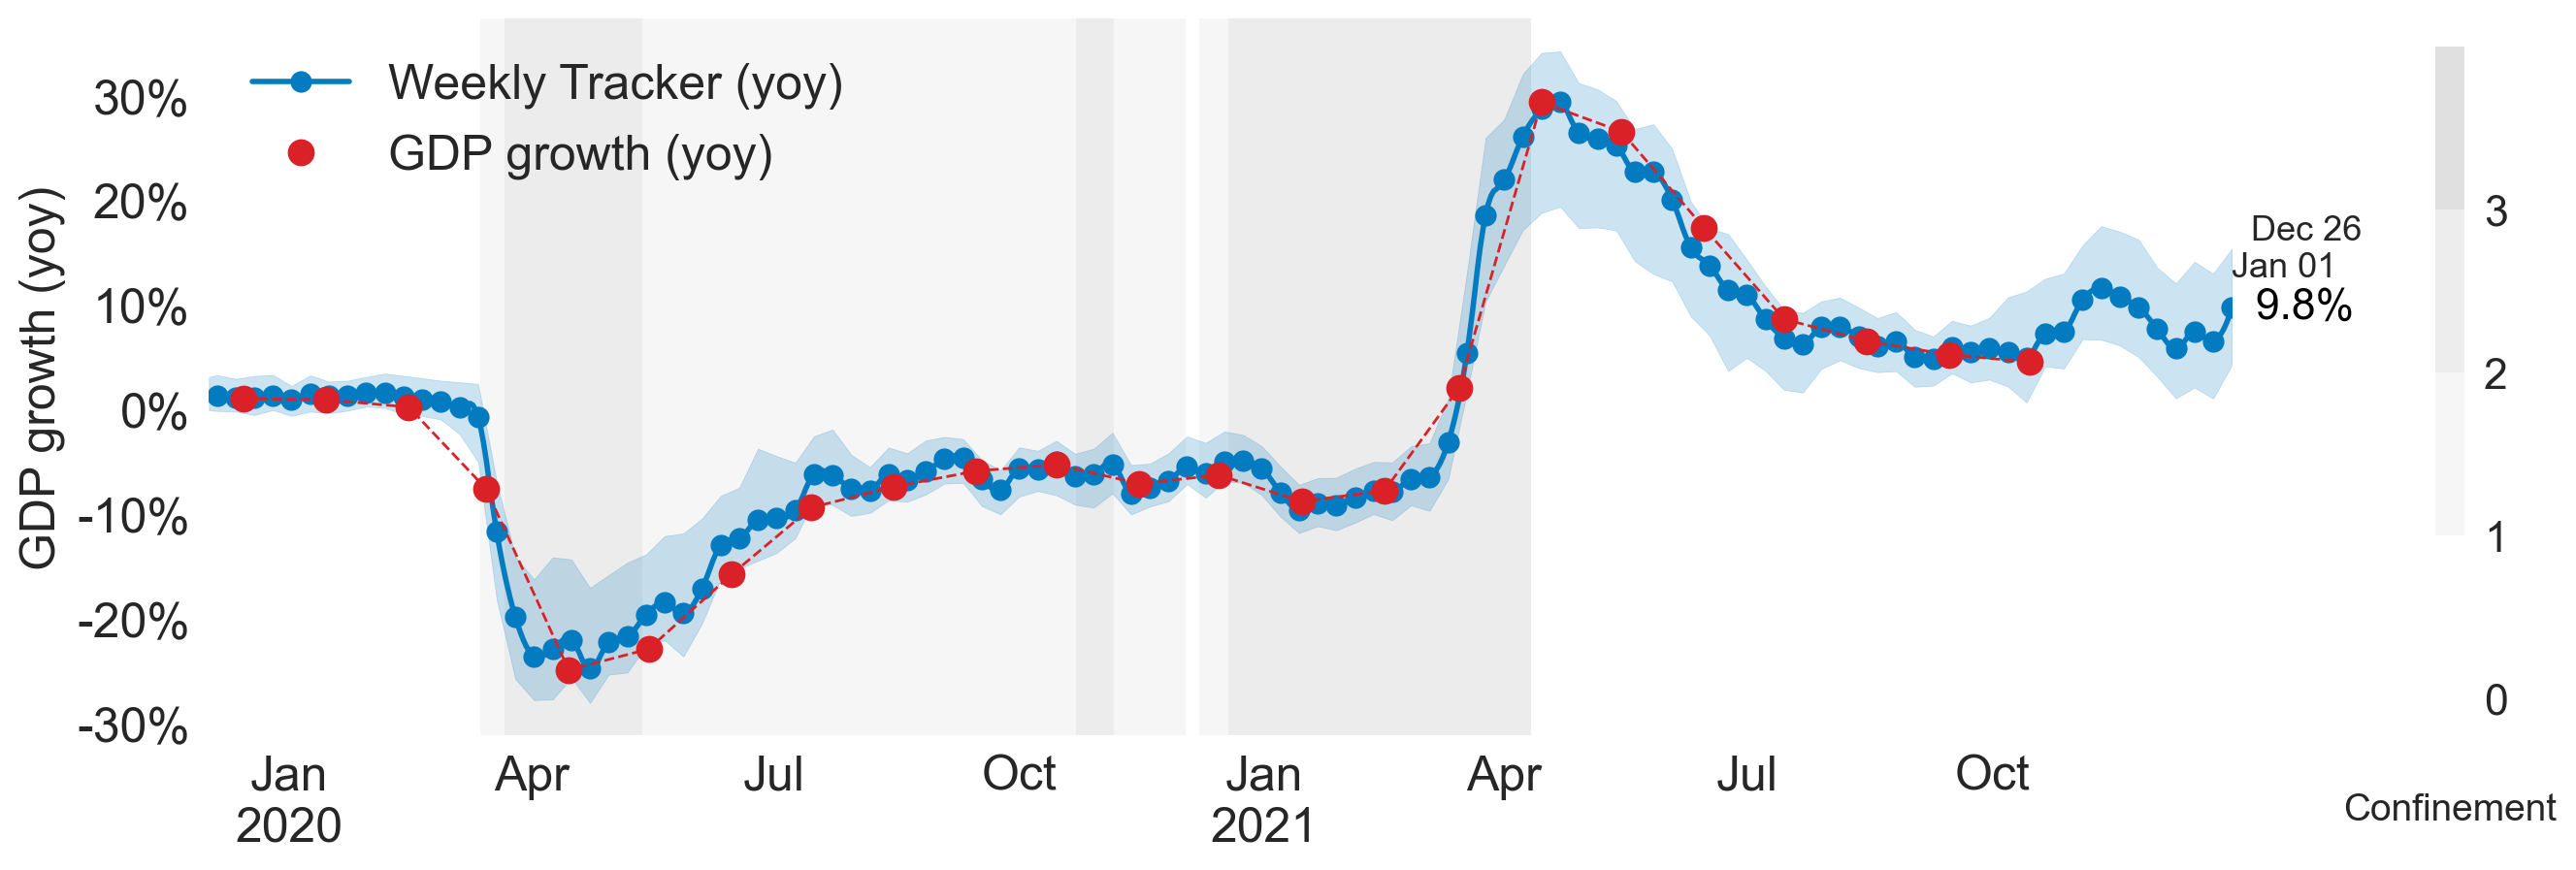 Weekly Tracker (yoy)
GDP growth (yoy)
GDP growth (yoy)
30%
20%
10%
0%
-10%
-20%
-30%
Jan
2020
Apr
Jul
Oct
Jan
2021
Apr
Jul
Oct
Dec 26
Jan 01
9.8%
3
2
1
0
Confinement